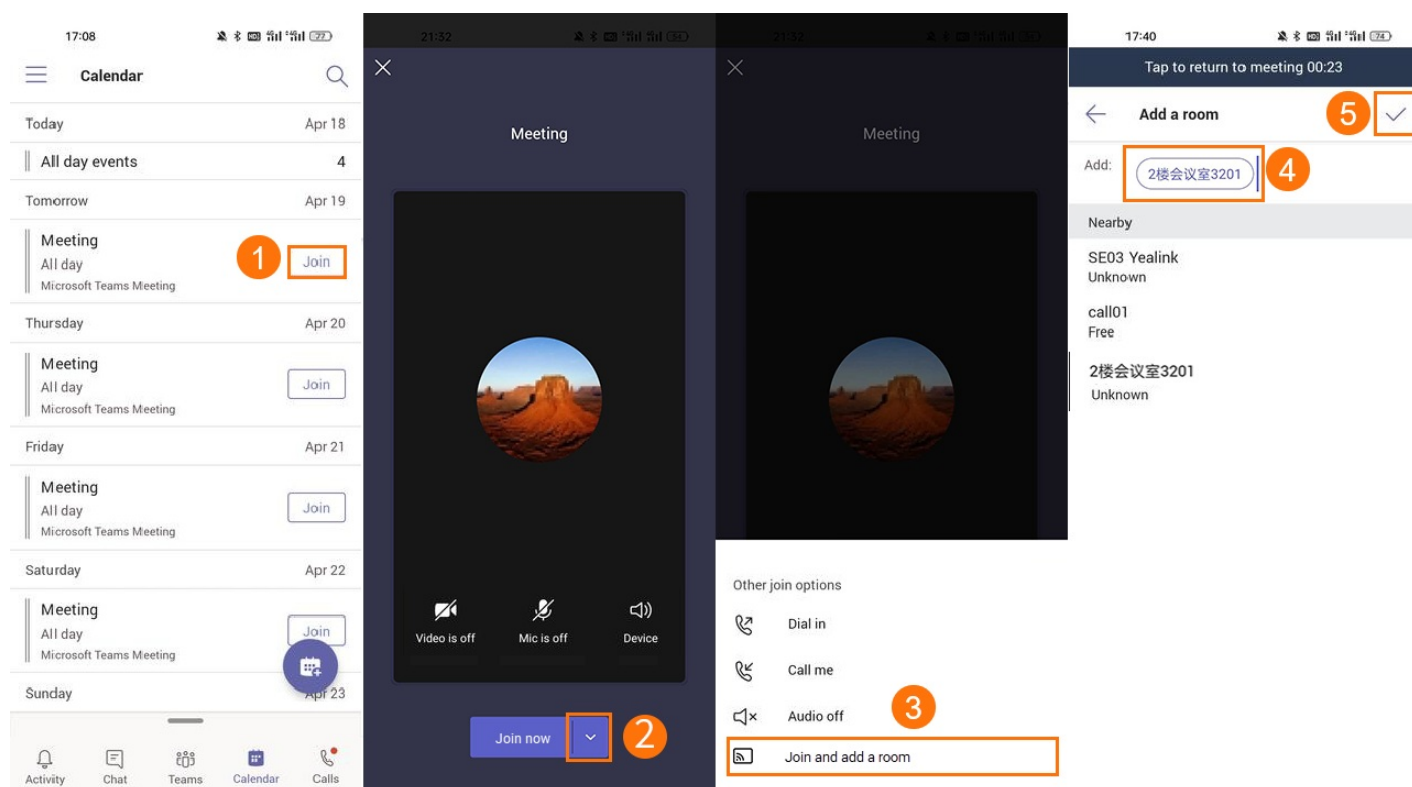 17:08
77
Calendar
Today
Apr 18
All day events
4
Tomorrow
Apr 19
Meeting
All day
Join
Microsoft Teams Meeting
1
Thursday
Apr 20
Meeting
All day
Join
Microsoft Teams Meeting
Friday
Apr 21
Meeting
All day
Join
Microsoft Teams Meeting
Saturday
Apr 22
Meeting
All day
Join
Microsoft Teams Meeting
Sunday
Apr 23
Activity
Chat
Teams
Calendar
Calls
21:32
54
Meeting
Video is off
Mic is off
Device
Join now
2
21:32
Meeting
Other join options
Dial in
Call me
Audio off
3
Join and add a room
17:40
74
Tap to return to meeting 00:23
Add a room
5
Add:
2楼会议室3201
4
Nearby
SE03 Yealink
Unknown
call01
Free
2楼会议室3201
Unknown